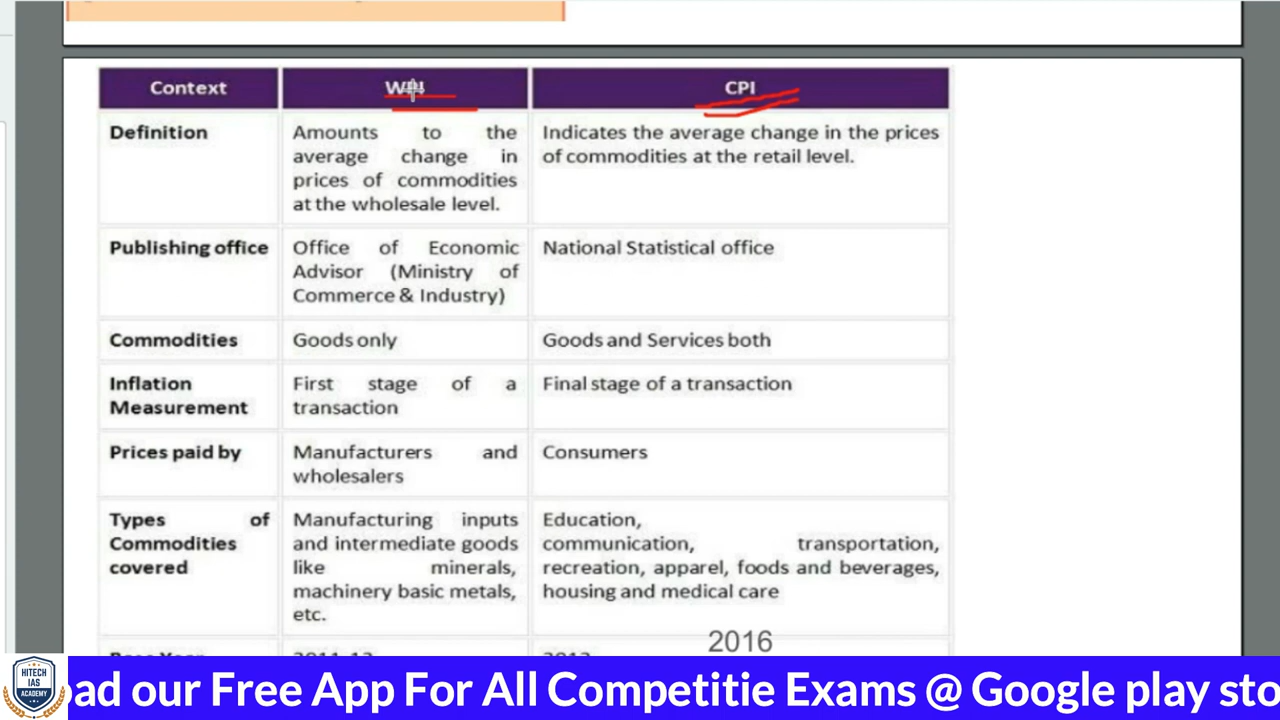 Context WPI CPI
Definition Amounts to the Indicates the average change in the prices
average change in of commodities at the retail level.
prices of commodities
at the wholesale level.
Publishing office Office of Economic National Statistical office
Advisor (Ministry of
Commerce & Industry)
Commodities Goods only Goods and Services both
Inflation First stage of a Final stage of a transaction
Measurement transaction
Prices paid by Manufacturers and Consumers
wholesalers
Types of Manufacturing inputs Education,
Commodities and intermediate goods communication, transportation,
covered like minerals, recreation, apparel, foods and beverages,
machinery basic metals, housing and medical care
etc.
2016
HITECH
IAS
ACADEMY
ad our Free App For All Competitie Exams @ Google play sto